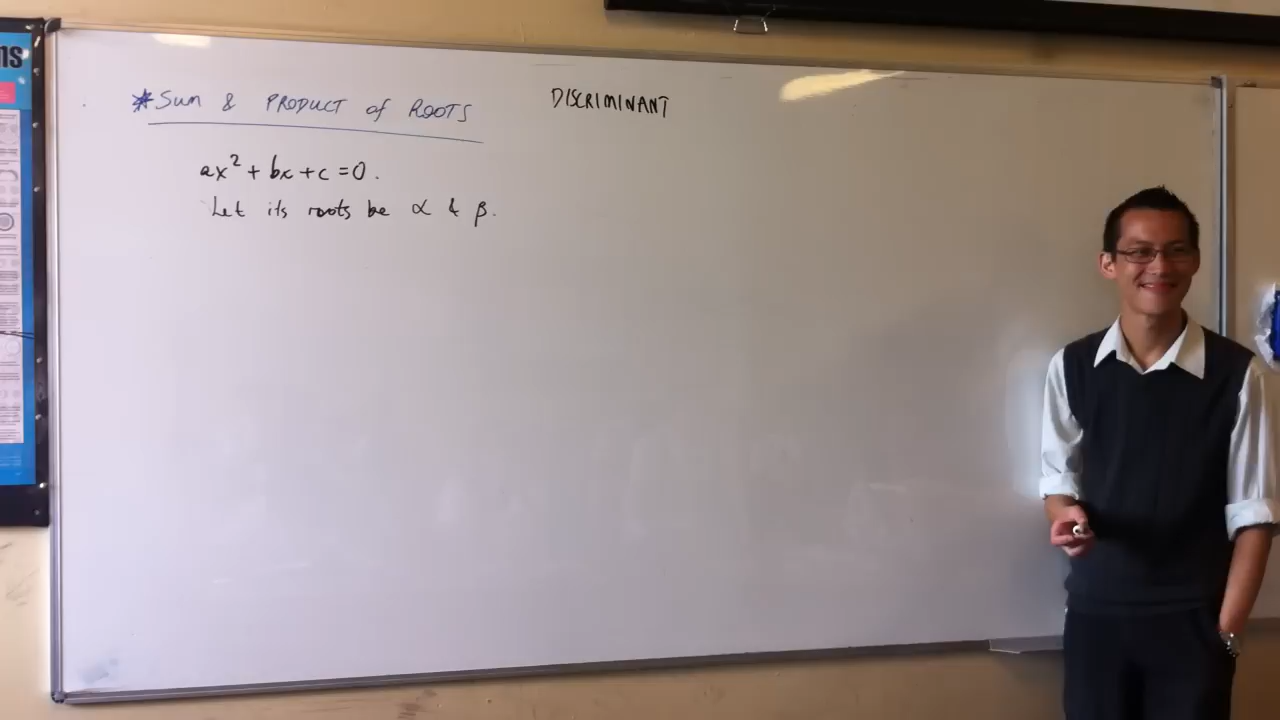 *Sum & PRODUCT of ROOTS
DISCRIMINANT
ax² + bx + c = 0.
Let its roots be α & β.